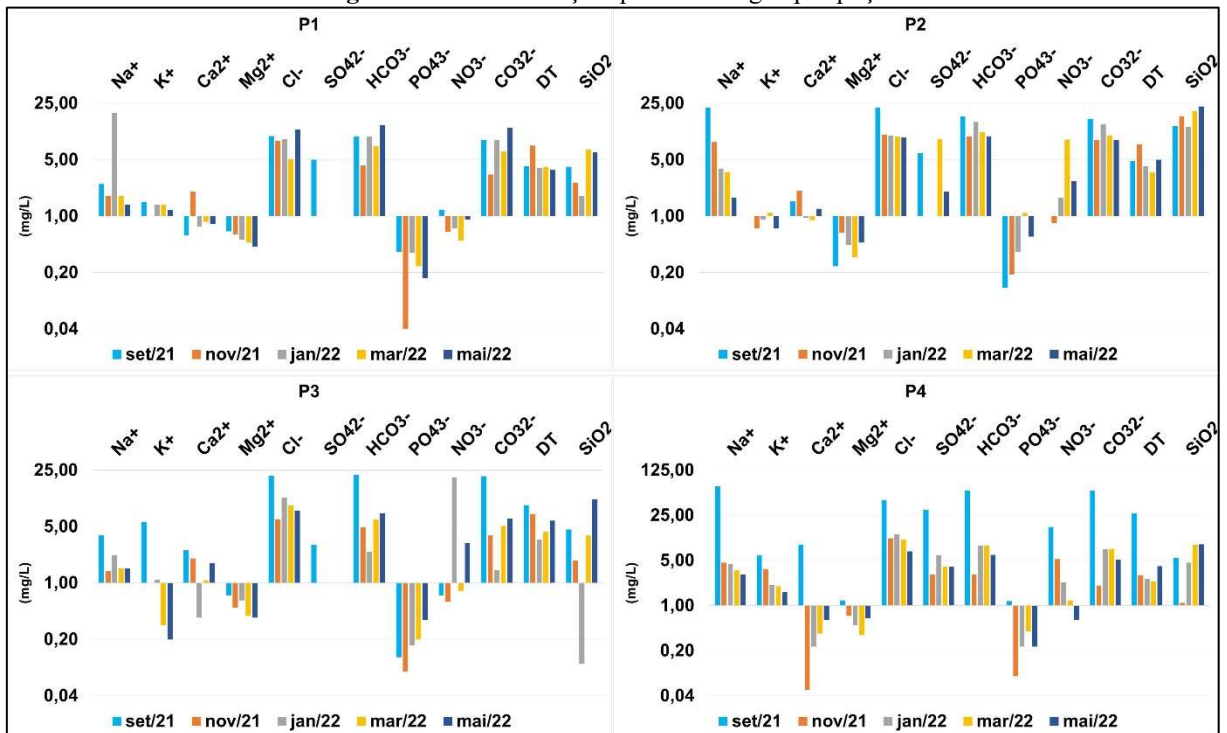 P1
Na+ K+ Ca2+ Mg2+ Cl- SO42- HCO3- PO43- NO3- CO32- DT SiO2
25,00
5,00
1,00
0,20
0,04
(mg/L)
set/21 nov/21 jan/22 mar/22 mai/22
P2
Na+ K+ Ca2+ Mg2+ Cl- SO42- HCO3- PO43- NO3- CO32- DT SiO2
25,00
5,00
1,00
0,20
0,04
(mg/L)
set/21 nov/21 jan/22 mar/22 mai/22
P3
Na+ K+ Ca2+ Mg2+ Cl- SO42- HCO3- PO43- NO3- CO32- DT SiO2
25,00
5,00
1,00
0,20
0,04
(mg/L)
set/21 nov/21 jan/22 mar/22 mai/22
P4
Na+ K+ Ca2+ Mg2+ Cl- SO42- HCO3- PO43- NO3- CO32- DT SiO2
125,00
25,00
5,00
1,00
0,20
0,04
(mg/L)
set/21 nov/21 jan/22 mar/22 mai/22